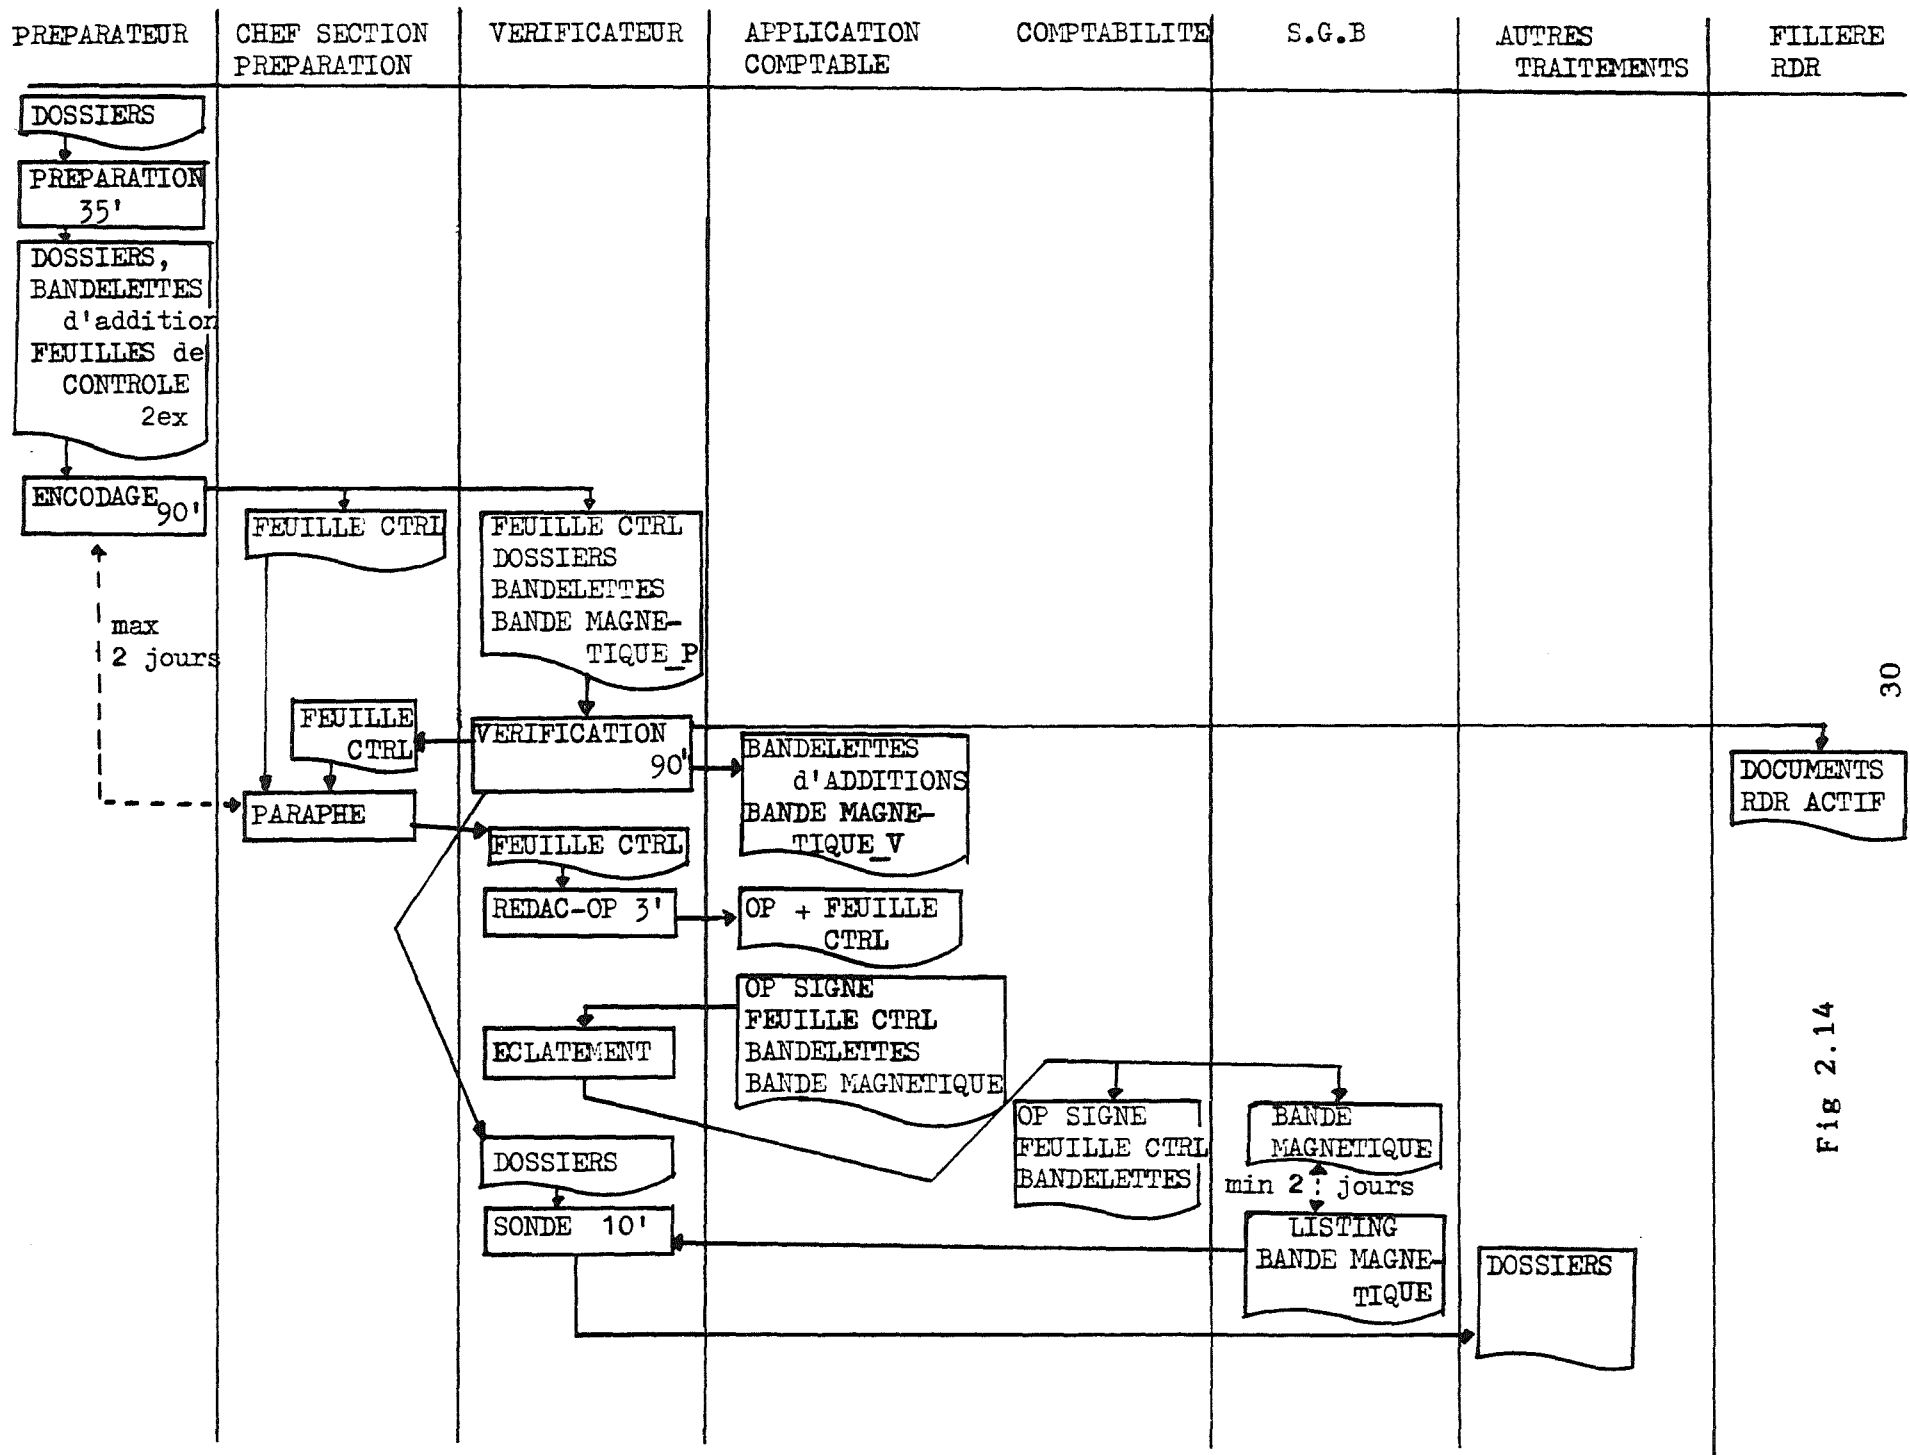 PREPARATEUR
CHEF SECTION
PREPARATION
VERIFICATEUR
APPLICATION
COMPTABLE
COMPTABILITE
S.G.B
AUTRES
TRAITEMENTS
FILIERE
RDR
DOSSIERS
PREPARATION
35'
DOSSIERS,
BANDELETTES
d'addition
FEUILLES de
CONTROLE
2ex
ENCODAGE
90'
FEUILLE CTRL
FEUILLE CTRL
DOSSIERS
BANDELETTES
BANDE MAGNE-
TIQUE_P
max
2 jours
FEUILLE
CTRL
VERIFICATION
90'
BANDELETTES
d'ADDITIONS
BANDE MAGNE-
TIQUE_V
DOCUMENTS
RDR ACTIF
PARAPHE
FEUILLE CTRL
REDAC-OP 3'
OP + FEUILLE
CTRL
OP SIGNE
FEUILLE CTRL
BANDELETTES
BANDE MAGNETIQUE
ECLATEMENT
OP SIGNE
FEUILLE CTRL
BANDELETTES
BANDE
MAGNETIQUE
min 2 jours
DOSSIERS
SONDE 10'
LISTING
BANDE MAGNE-
TIQUE
DOSSIERS
30
Fig 2.14